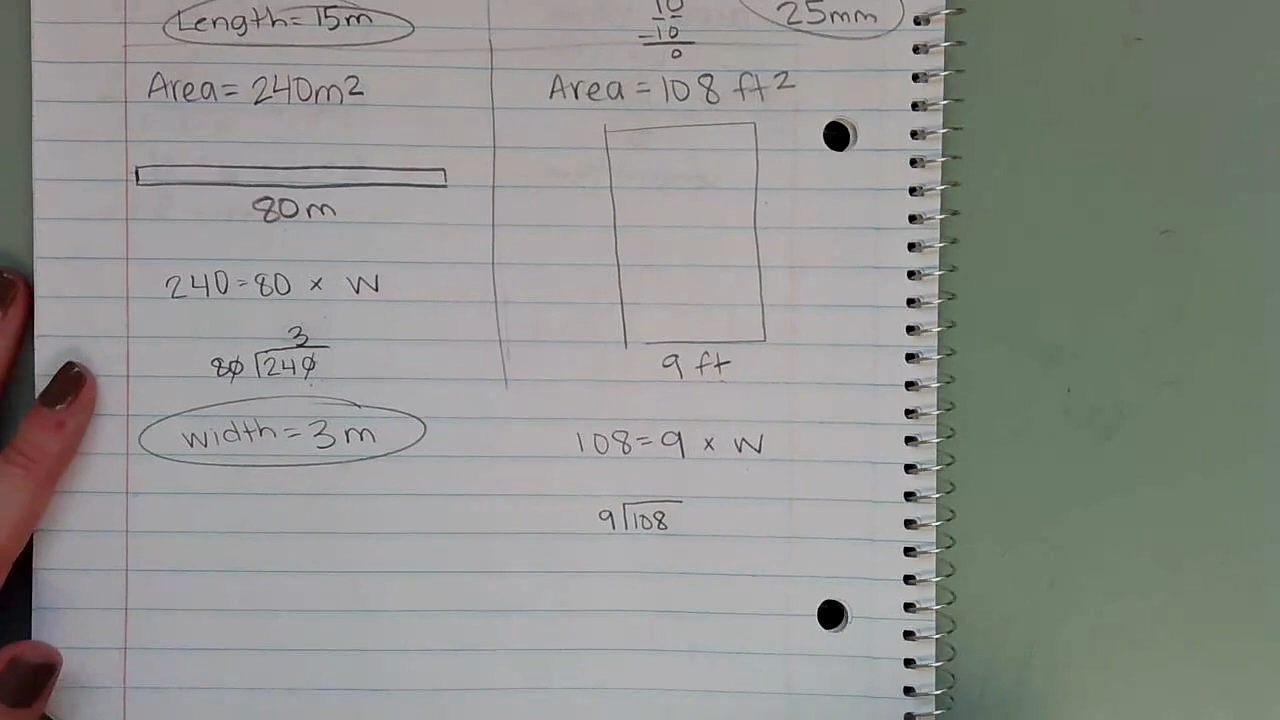 Length = 15m
Area = 240m2
80m
240 = 80 × W
3
80 240
width = 3m
10
-10
0
25mm
Area = 108 ft2
9 ft
108 = 9 × W
9 108